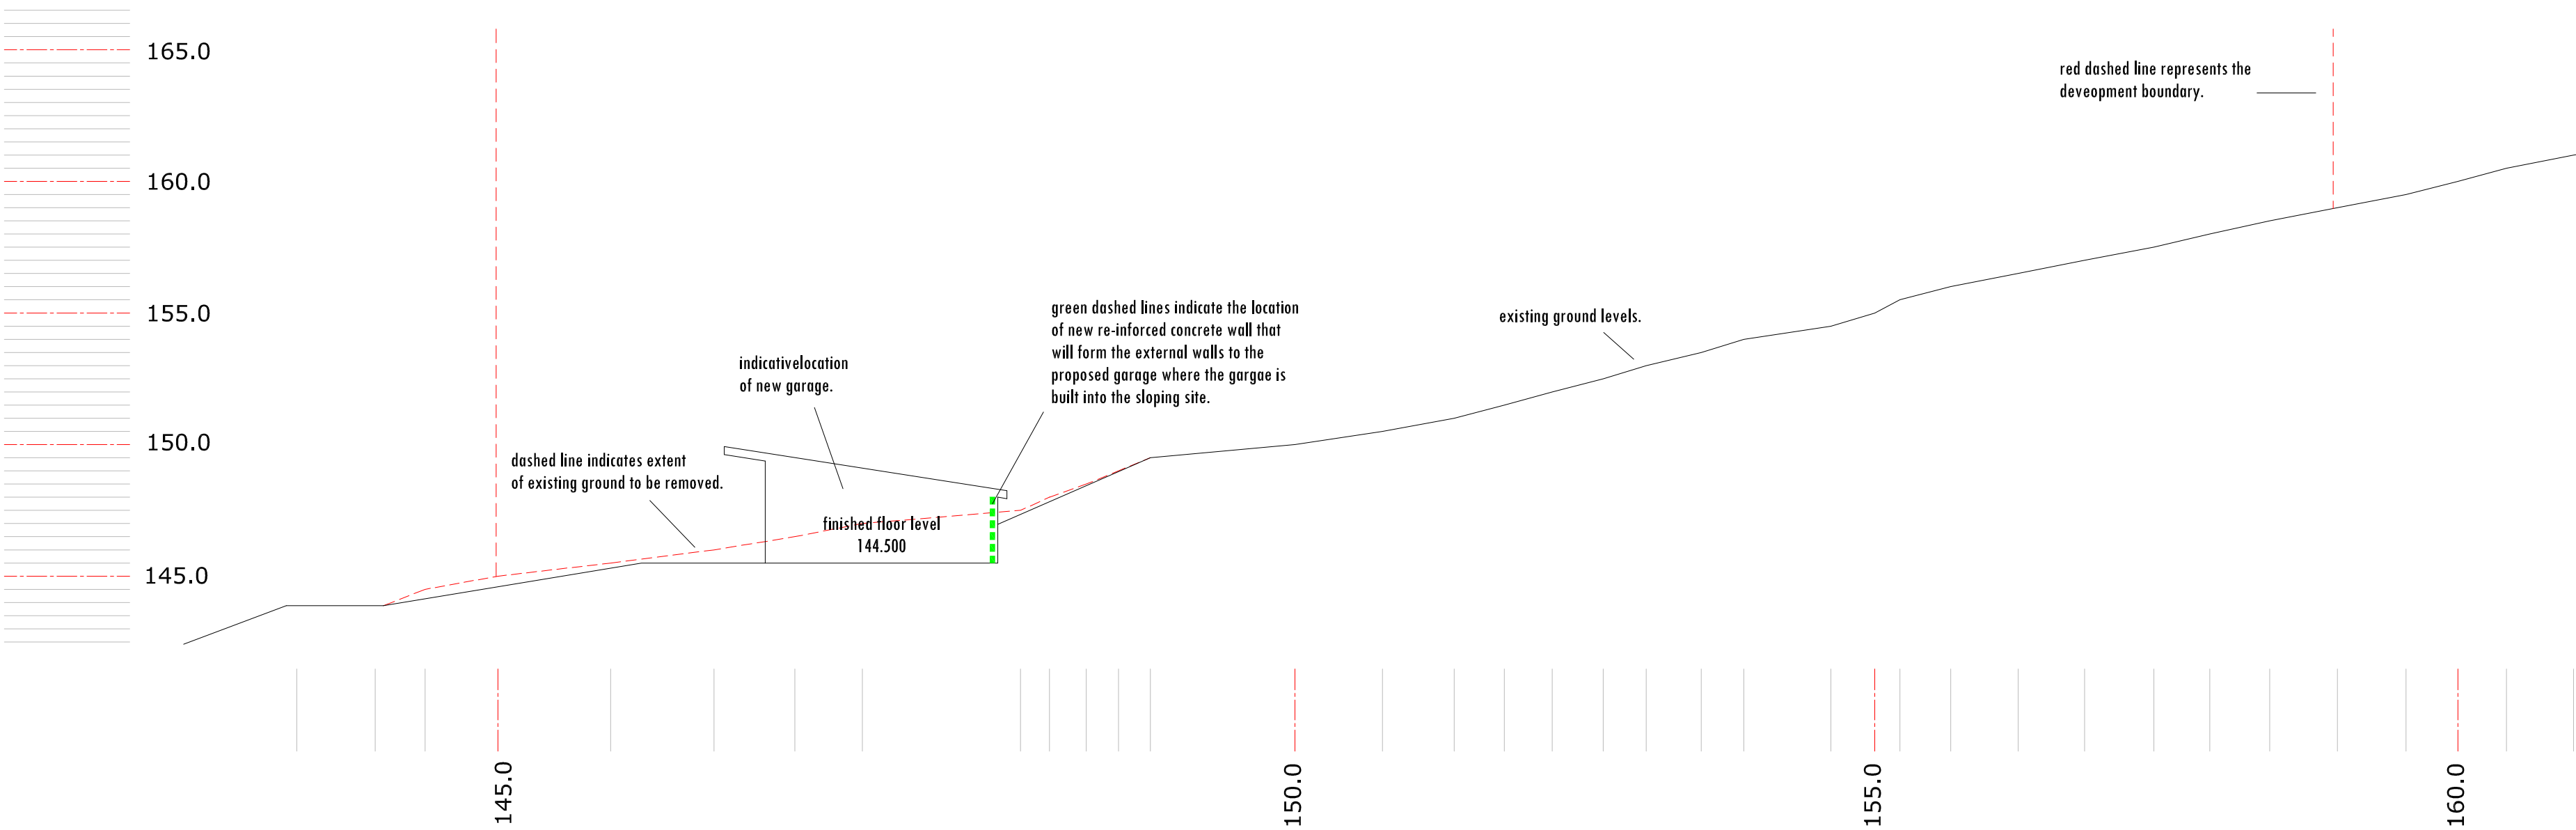 165.0
160.0
155.0
150.0
145.0
red dashed line represents the
deveopment boundary.
existing ground levels.
green dashed lines indicate the location
of new re-inforced concrete wall that
will form the external walls to the
proposed garage where the gargae is
built into the sloping site.
indicativelocation
of new garage.
dashed line indicates extent
of existing ground to be removed.
finished floor level
144.500
145.0
150.0
155.0
160.0